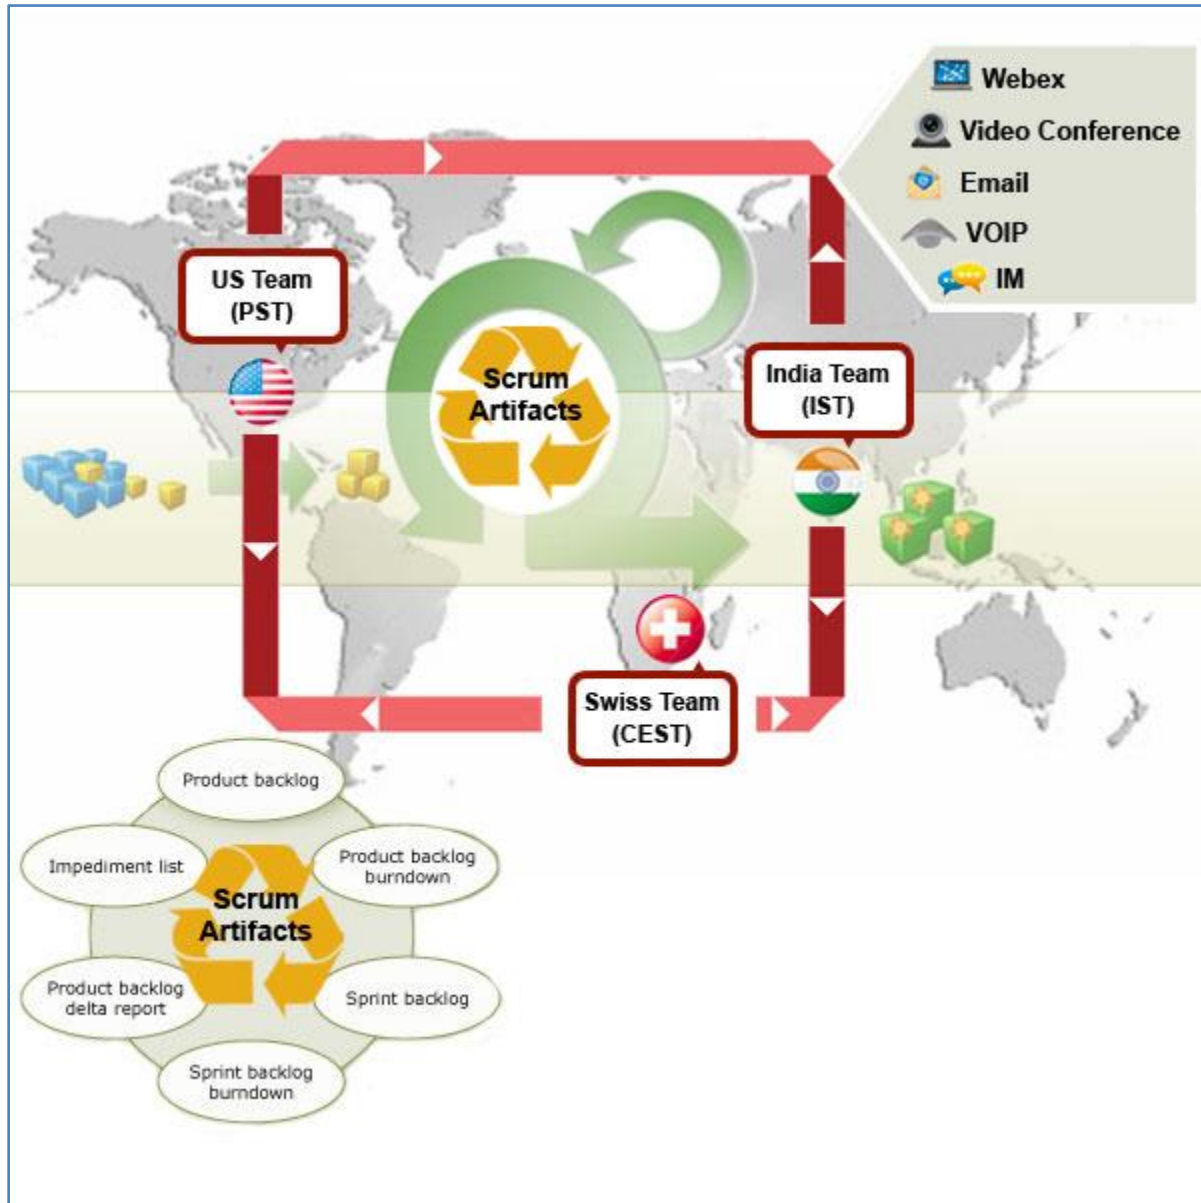 Webex
Video Conference
Email
VOIP
IM
US Team
(PST)
Scrum
Artifacts
India Team
(IST)
Swiss Team
(CEST)
Product backlog
Impediment list
Product backlog
burndown
Scrum
Artifacts
Product backlog
delta report
Sprint backlog
Sprint backlog
burndown